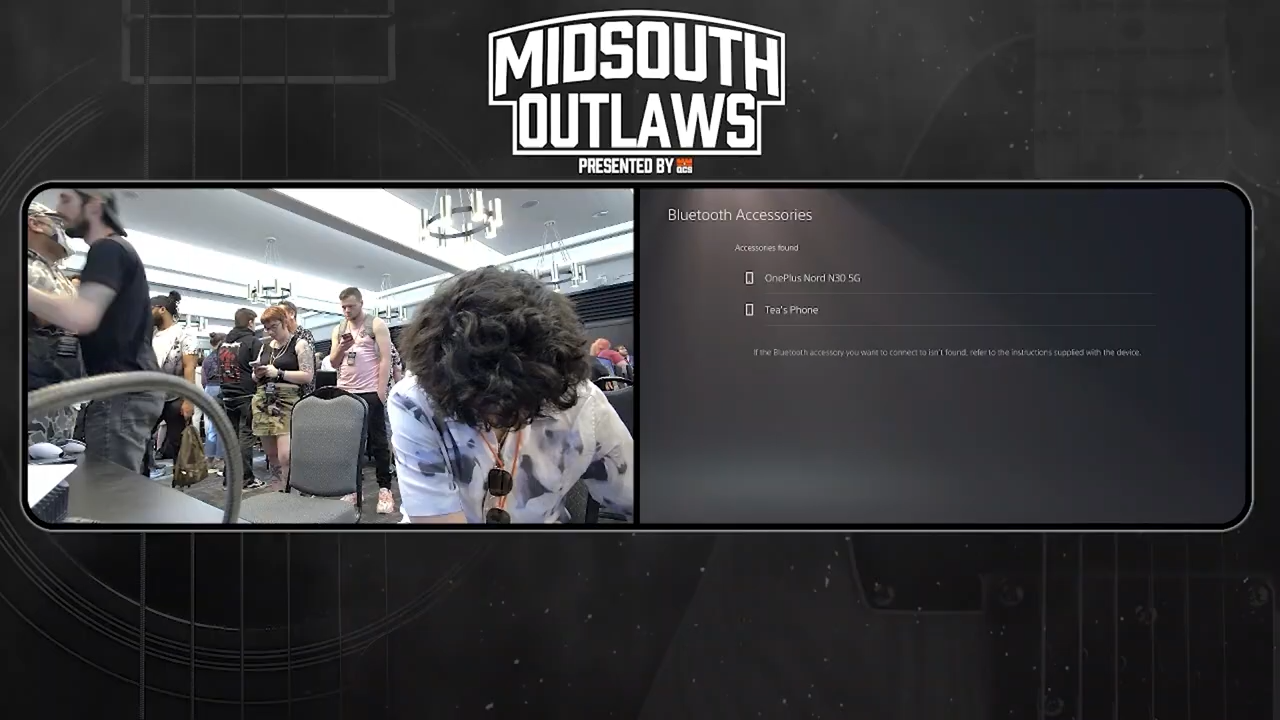 MIDSOUTH
OUTLAWS
PRESENTED BY QCS
Bluetooth Accessories
Accessories found
OnePlus Nord N30 5G
Tea's Phone
If the Bluetooth accessory you want to connect to isn't found, refer to the instructions supplied with the device.